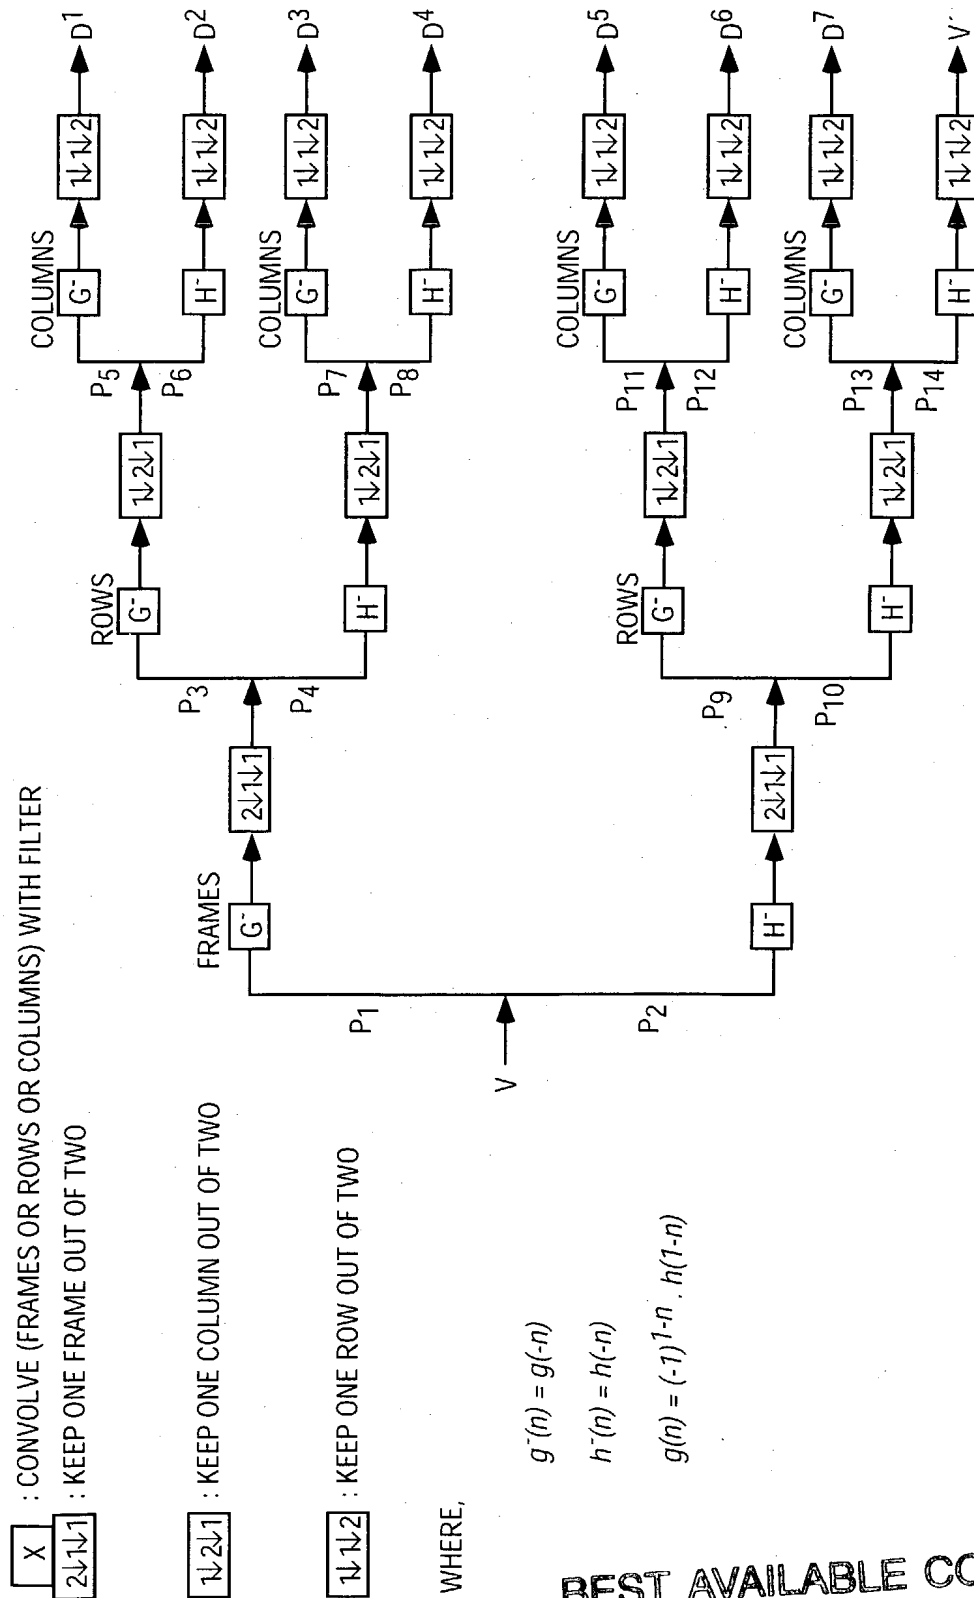 X : CONVOLVE (FRAMES OR ROWS OR COLUMNS) WITH FILTER
2↓1↓1 : KEEP ONE FRAME OUT OF TWO
1↓2↓1 : KEEP ONE COLUMN OUT OF TWO
1↓1↓2 : KEEP ONE ROW OUT OF TWO
WHERE,
g⁻(n) = g(-n)
h⁻(n) = h(-n)
g(n) = (-1)^1-n . h(1-n)
V
P1
P2
FRAMES
G⁻
2↓1↓1
H⁻
2↓1↓1
P3
P4
ROWS
G⁻
1↓2↓1
H⁻
1↓2↓1
P9
P10
ROWS
G⁻
1↓2↓1
H⁻
1↓2↓1
P5
P6
COLUMNS
G⁻ 1↓1↓2 D¹
H⁻ 1↓1↓2 D²
P7
P8
COLUMNS
G⁻ 1↓1↓2 D³
H⁻ 1↓1↓2 D⁴
P11
P12
COLUMNS
G⁻ 1↓1↓2 D⁵
H⁻ 1↓1↓2 D⁶
P13
P14
COLUMNS
G⁻ 1↓1↓2 D⁷
H⁻ 1↓1↓2 V
BEST AVAILABLE CO